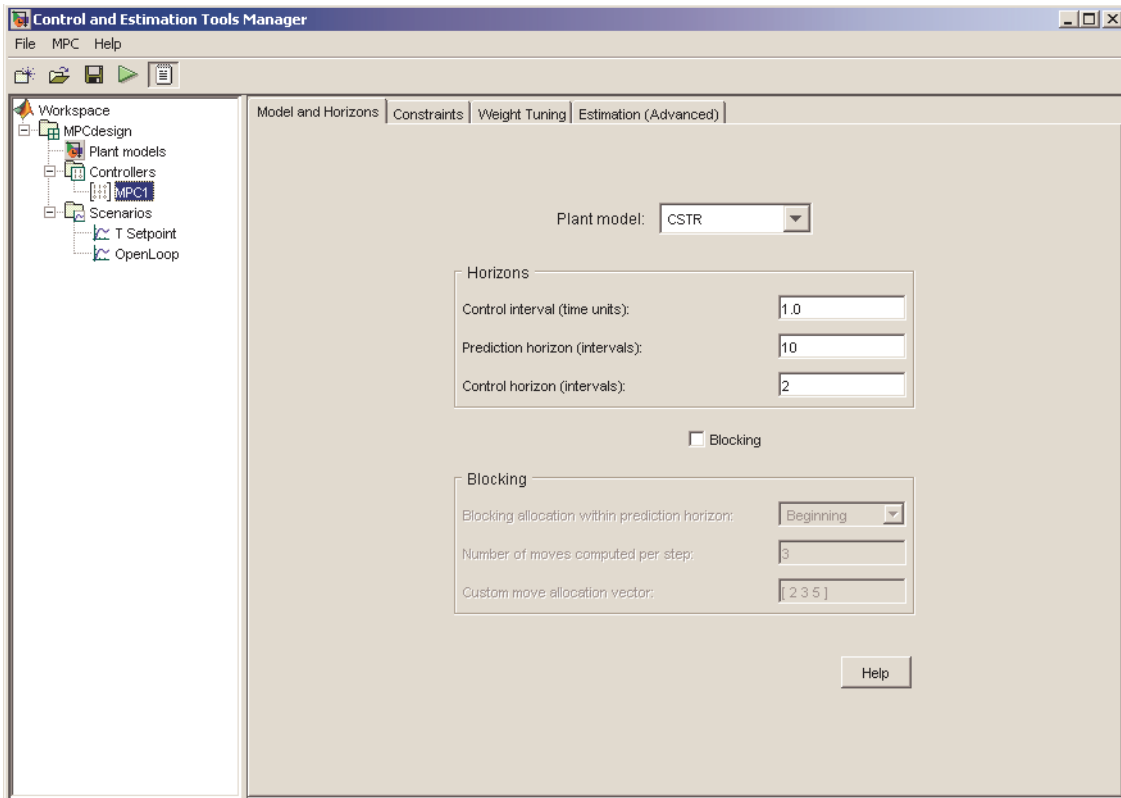 Control and Estimation Tools Manager
File MPC Help
Workspace
MPCdesign
Plant models
Controllers
MPC1
Scenarios
T Setpoint
OpenLoop
Model and Horizons Constraints Weight Tuning Estimation (Advanced)
Plant model: CSTR
Horizons
Control interval (time units): 1.0
Prediction horizon (intervals): 10
Control horizon (intervals): 2
Blocking
Blocking
Blocking allocation within prediction horizon: Beginning
Number of moves computed per step: 3
Custom move allocation vector: [ 2 3 5 ]
Help